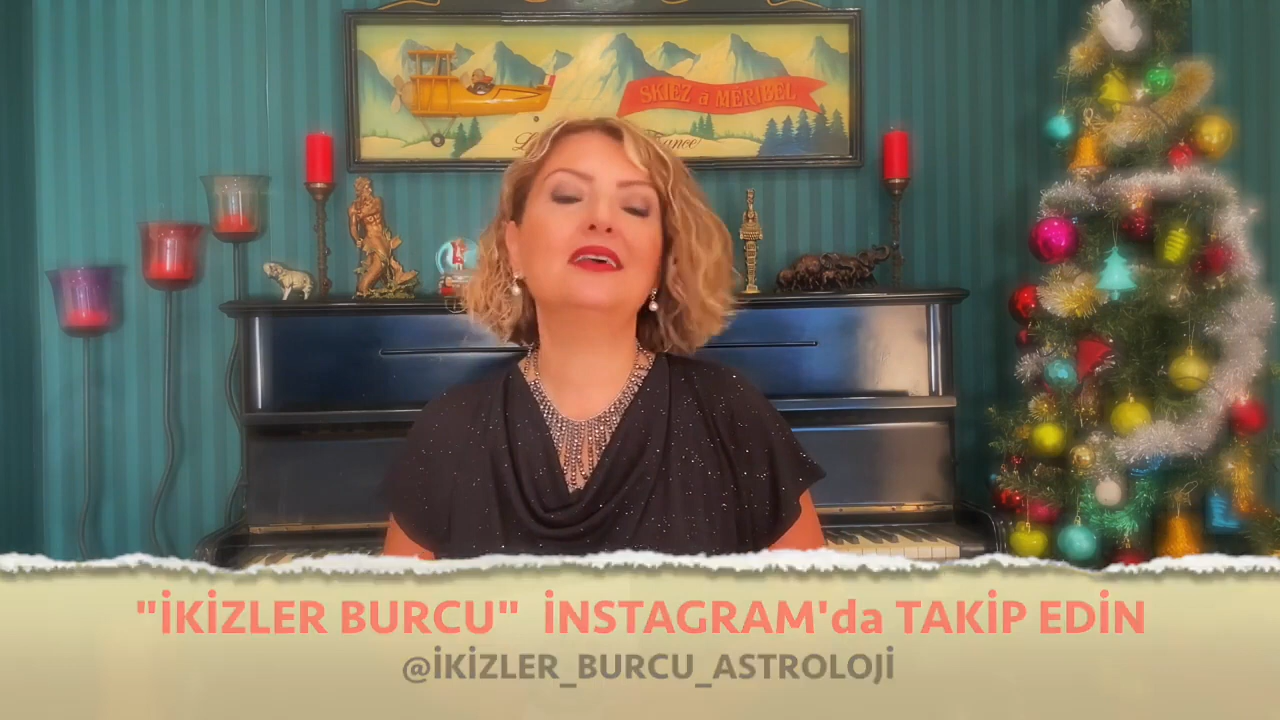 SKIEZ à MERIBEL
"İKİZLER BURCU" İNSTAGRAM'da TAKİP EDİN
@İKİZLER_BURCU_ASTROLOJİ